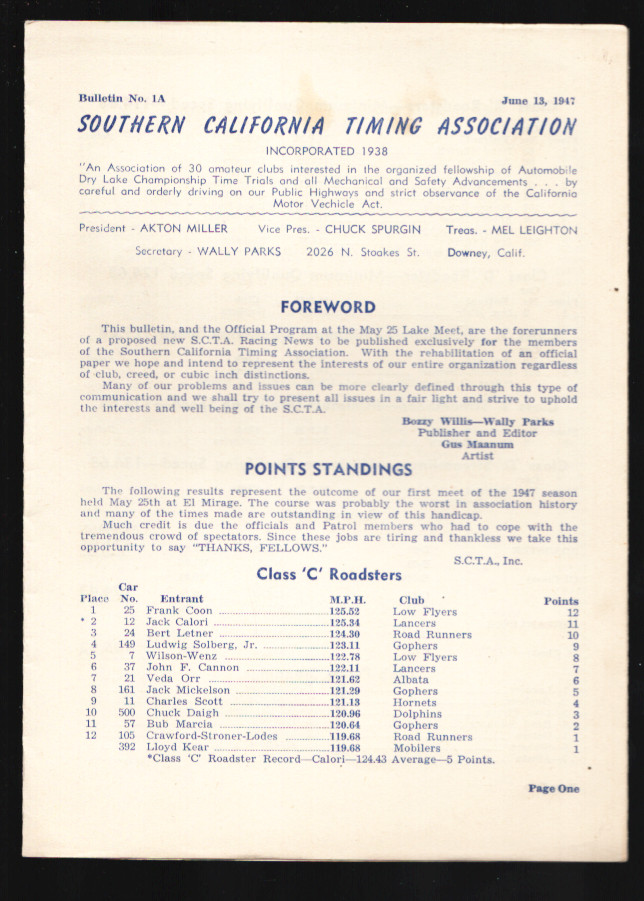 Bulletin No. 1A June 13, 1947
SOUTHERN CALIFORNIA TIMING ASSOCIATION
INCORPORATED 1938
"An Association of 30 amateur clubs interested in the organized fellowship of Automobile
Dry Lake Championship Time Trials and all Mechanical and Safety Advancements . . . by
careful and orderly driving on our Public Highways and strict observance of the California
Motor Vechicle Act.
President - AKTON MILLER Vice Pres. - CHUCK SPURGIN Treas. - MEL LEIGHTON
Secretary - WALLY PARKS 2026 N. Stoakes St. Downey, Calif.
FOREWORD
This bulletin, and the Official Program at the May 25 Lake Meet, are the forerunners
of a proposed new S.C.T.A. Racing News to be published exclusively for the members
of the Southern California Timing Association. With the rehabilitation of an official
paper we hope and intend to represent the interests of our entire organization regardless
of club, creed, or cubic inch distinctions.
Many of our problems and issues can be more clearly defined through this type of
communication and we shall try to present all issues in a fair light and strive to uphold
the interests and well being of the S.C.T.A.
Bozzy Willis—Wally Parks
Publisher and Editor
Gus Maanum
Artist
POINTS STANDINGS
The following results represent the outcome of our first meet of the 1947 season
held May 25th at El Mirage. The course was probably the worst in association history
and many of the times made are outstanding in view of this handicap.
Much credit is due the officials and Patrol members who had to cope with the
tremendous crowd of spectators. Since these jobs are tiring and thankless we take this
opportunity to say "THANKS, FELLOWS."
S.C.T.A., Inc.
Class 'C' Roadsters
Car
Place No. Entrant M.P.H. Club Points
1 25 Frank Coon 125.52 Low Flyers 12
* 2 12 Jack Calori 125.34 Lancers 11
3 24 Bert Letner 124.30 Road Runners 10
4 149 Ludwig Solberg, Jr. 123.11 Gophers 9
5 7 Wilson-Wenz 122.78 Low Flyers 8
6 37 John F. Cannon 122.11 Lancers 7
7 21 Veda Orr 121.62 Albata 6
8 161 Jack Mickelson 121.29 Gophers 5
9 11 Charles Scott 121.13 Hornets 4
10 500 Chuck Daigh 120.96 Dolphins 3
11 57 Bub Marcia 120.64 Gophers 2
12 105 Crawford-Stroner-Lodes 119.68 Road Runners 1
392 Lloyd Kear 119.68 Mobilers 1
*Class 'C' Roadster Record—Calori—124.43 Average—5 Points.
Page One